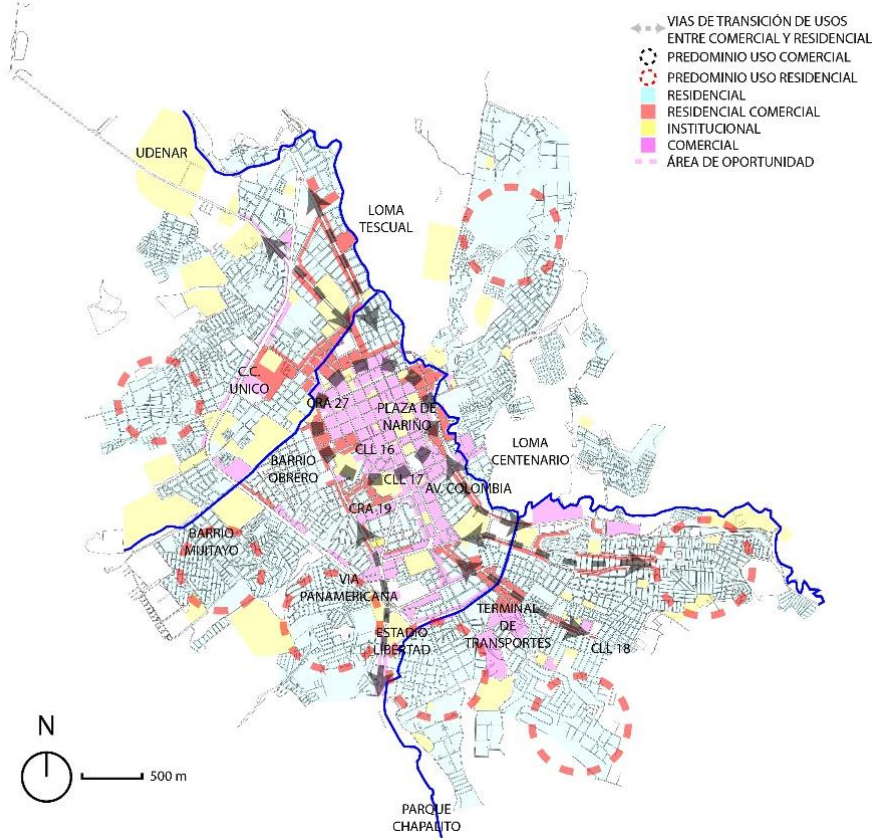 VIAS DE TRANSICIÓN DE USOS
ENTRE COMERCIAL Y RESIDENCIAL
PREDOMINIO USO COMERCIAL
PREDOMINIO USO RESIDENCIAL
RESIDENCIAL
RESIDENCIAL COMERCIAL
INSTITUCIONAL
COMERCIAL
ÁREA DE OPORTUNIDAD
UDENAR
LOMA
TESCUAL
C.C.
UNICO
CRA 27
PLAZA DE
NARIÑO
CLL 16
BARRIO
OBRERO
CLL 17
LOMA
CENTENARIO
AV. COLOMBIA
CRA 19
BARRIO
MIJITAYO
VIA
PANAMERICANA
ESTADIO
LIBERTAD
TERMINAL
DE
TRANSPORTES
CLL 18
N
500 m
PARQUE
CHAPALITO